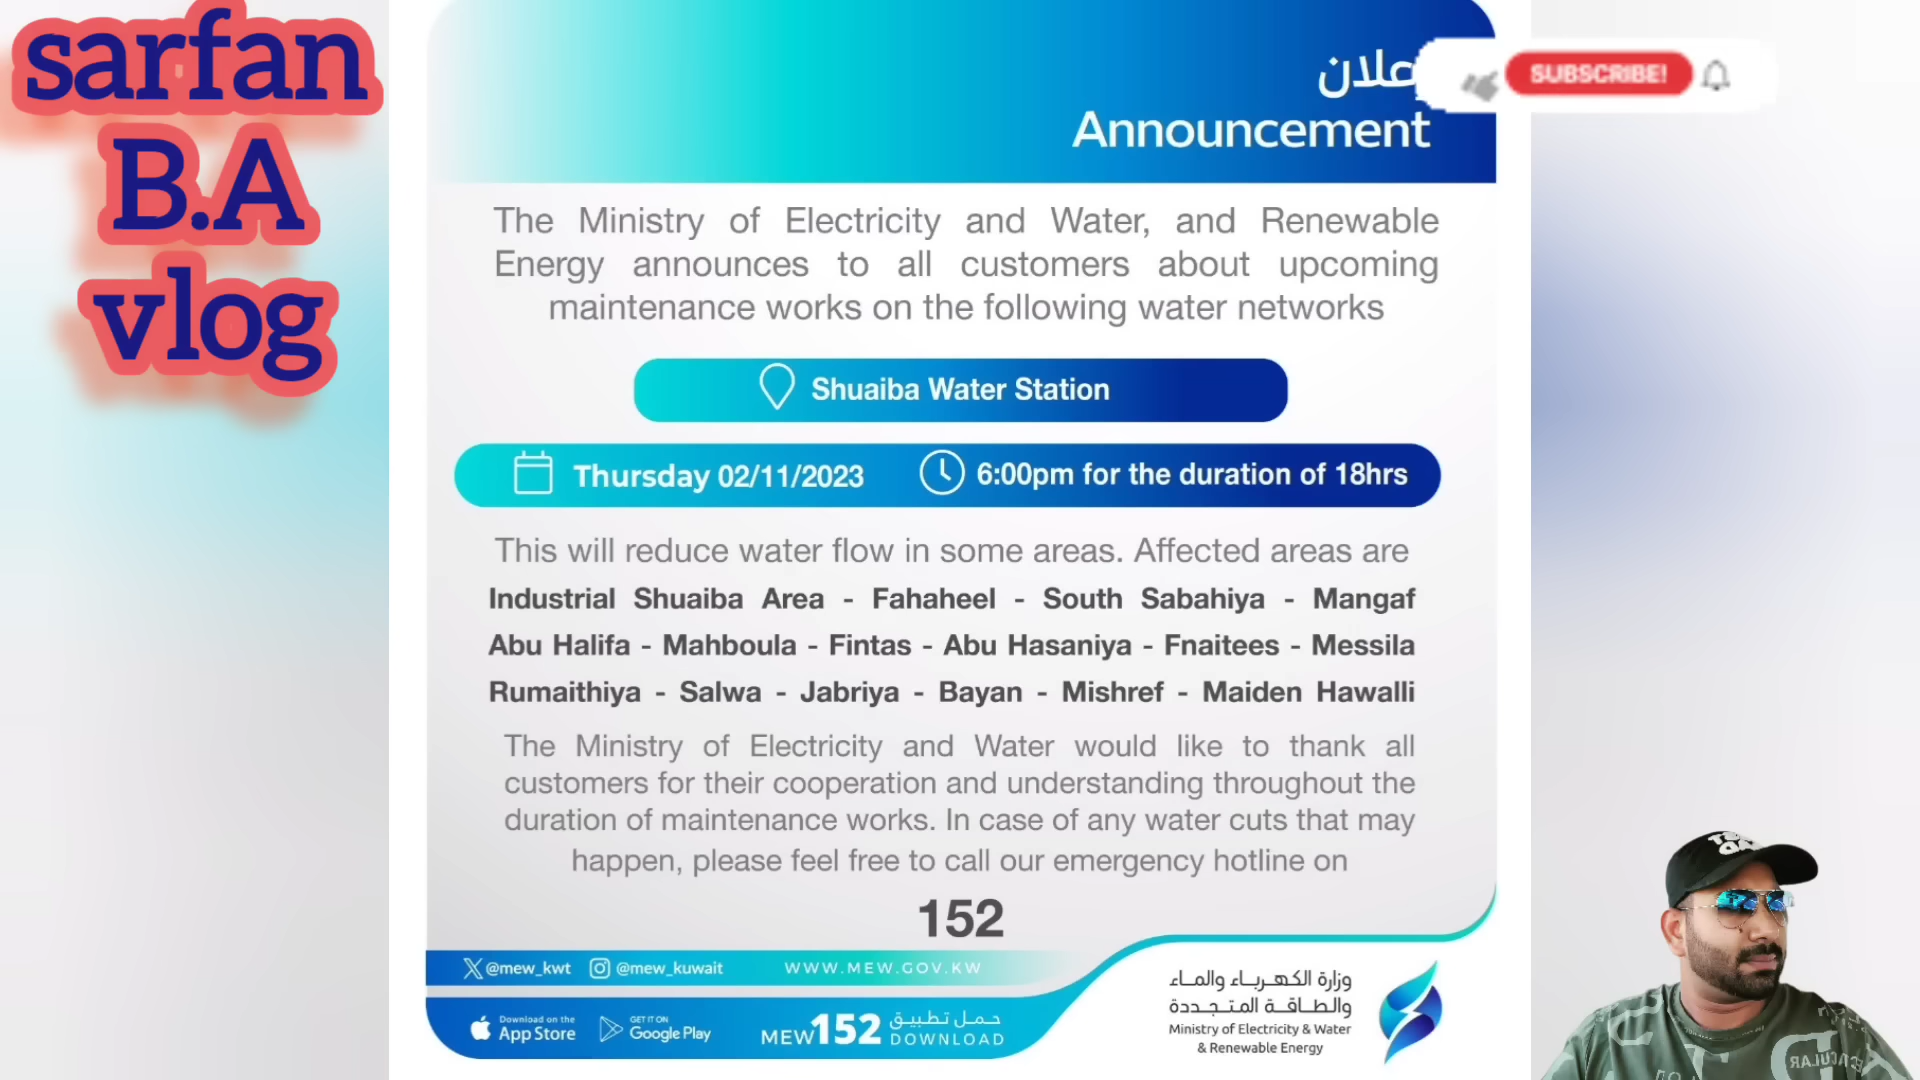 sarfan
B.A
vlog
علان
SUBSCRIBE!
Announcement
The Ministry of Electricity and Water, and Renewable
Energy announces to all customers about upcoming
maintenance works on the following water networks
Shuaiba Water Station
Thursday 02/11/2023
6:00pm for the duration of 18hrs
This will reduce water flow in some areas. Affected areas are
Industrial Shuaiba Area - Fahaheel - South Sabahiya - Mangaf
Abu Halifa - Mahboula - Fintas - Abu Hasaniya - Fnaitees - Messila
Rumaithiya - Salwa - Jabriya - Bayan - Mishref - Maiden Hawalli
The Ministry of Electricity and Water would like to thank all
customers for their cooperation and understanding throughout the
duration of maintenance works. In case of any water cuts that may
happen, please feel free to call our emergency hotline on
152
@mew_kwt @mew_kuwait WWW.MEW.GOV.KW
Download on the
App Store
GET IT ON
Google Play
MEW152
حمل تطبيق
DOWNLOAD
وزارة الكهرباء والماء
والطاقة المتجددة
Ministry of Electricity & Water
& Renewable Energy